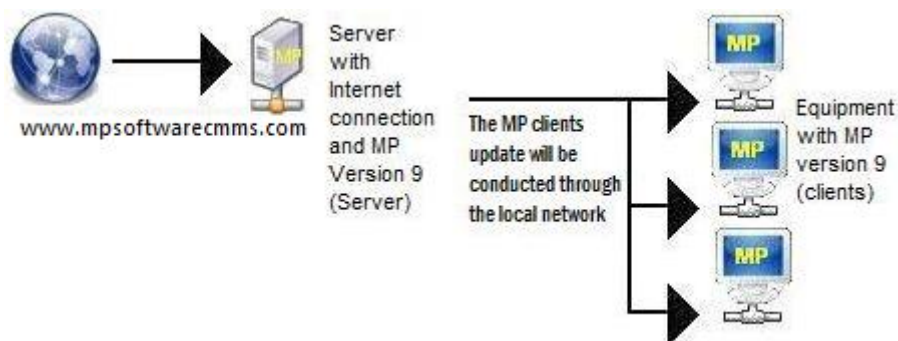 www.mpsoftwarecmms.com
MP
Server
with
Internet
connection
and MP
Version 9
(Server)
The MP clients
update will be
conducted through
the local network
MP
MP
MP
Equipment
with MP
version 9
(clients)